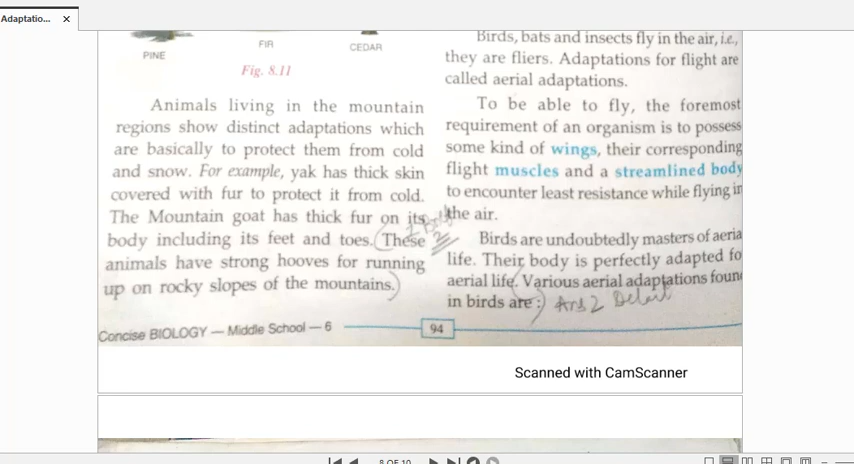 Adaptatio... ×
PINE
FIR
CEDAR
Fig. 8.11
Animals living in the mountain
regions show distinct adaptations which
are basically to protect them from cold
and snow. For example, yak has thick skin
covered with fur to protect it from cold.
The Mountain goat has thick fur on its
body including its feet and toes. (These
animals have strong hooves for running
up on rocky slopes of the mountains.)
Birds, bats and insects fly in the air, i.e.,
they are fliers. Adaptations for flight are
called aerial adaptations.
To be able to fly, the foremost
requirement of an organism is to possess
some kind of wings, their corresponding
flight muscles and a streamlined body
to encounter least resistance while flying in
the air.
Birds are undoubtedly masters of aeria
life. Their body is perfectly adapted fo
aerial life. (Various aerial adaptations foun
in birds are :) Ans 2 Detail
Concise BIOLOGY — Middle School — 6
94
Scanned with CamScanner
8 OF 10